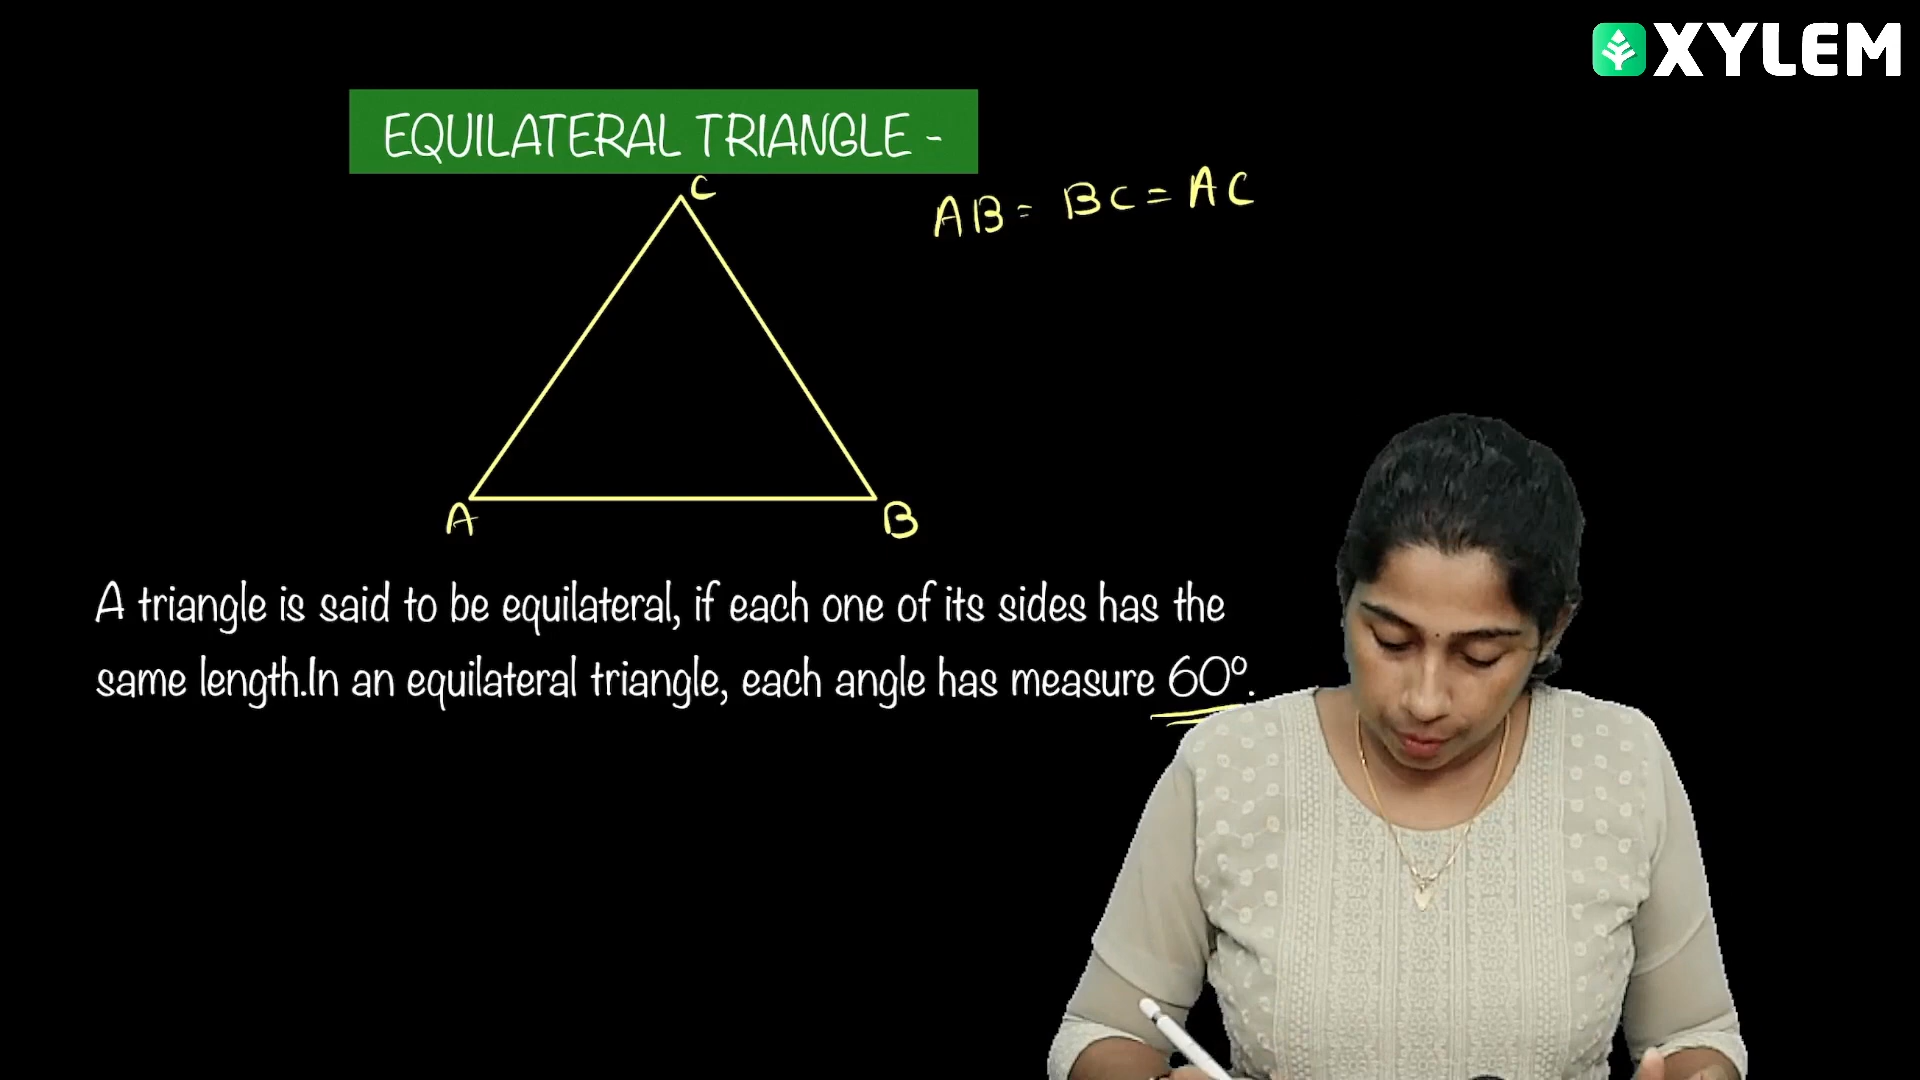 XYLEM
EQUILATERAL TRIANGLE -
C
AB = BC = AC
A
B
A triangle is said to be equilateral, if each one of its sides has the
same length.In an equilateral triangle, each angle has measure 60°.